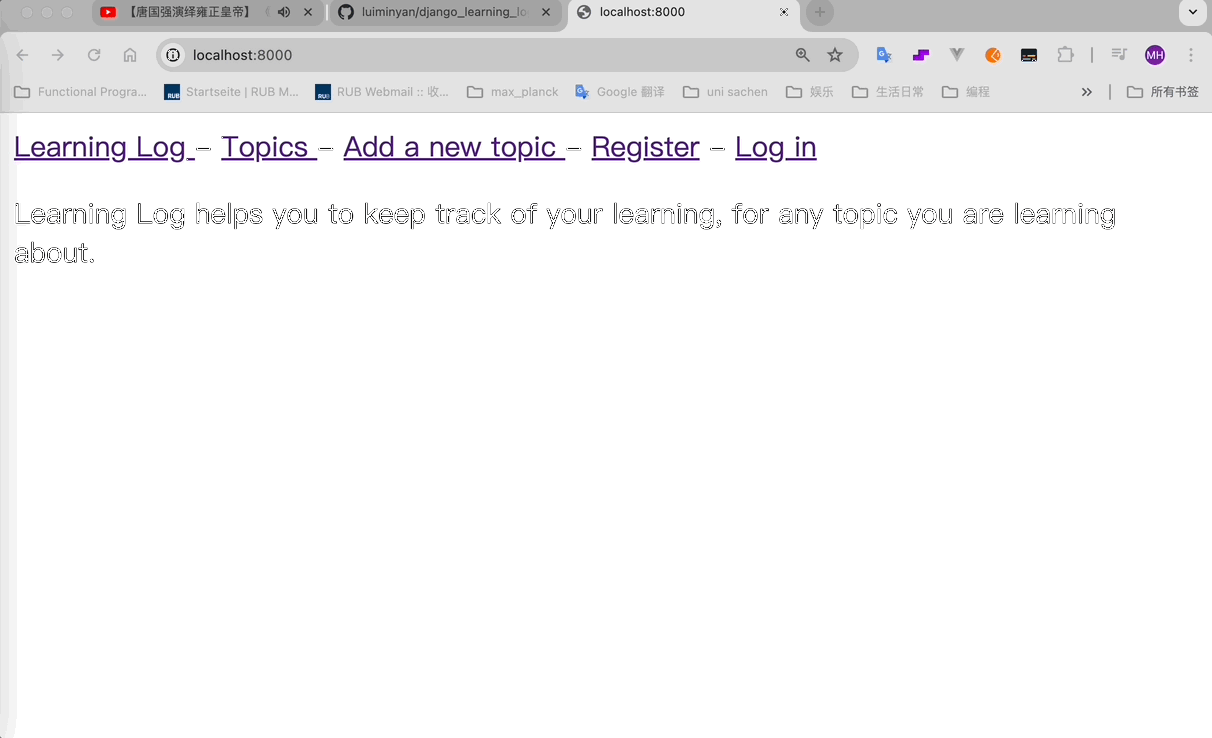 【唐国强演绎雍正皇帝】
luiminyan/django_learning_lo
localhost:8000
localhost:8000
MH
Functional Progra...
RUB
Startseite | RUB M...
RUB
RUB Webmail :: 收...
max_planck
Google 翻译
uni sachen
娱乐
生活日常
编程
所有书签
Learning Log - Topics - Add a new topic - Register - Log in
Learning Log helps you to keep track of your learning, for any topic you are learning
about.